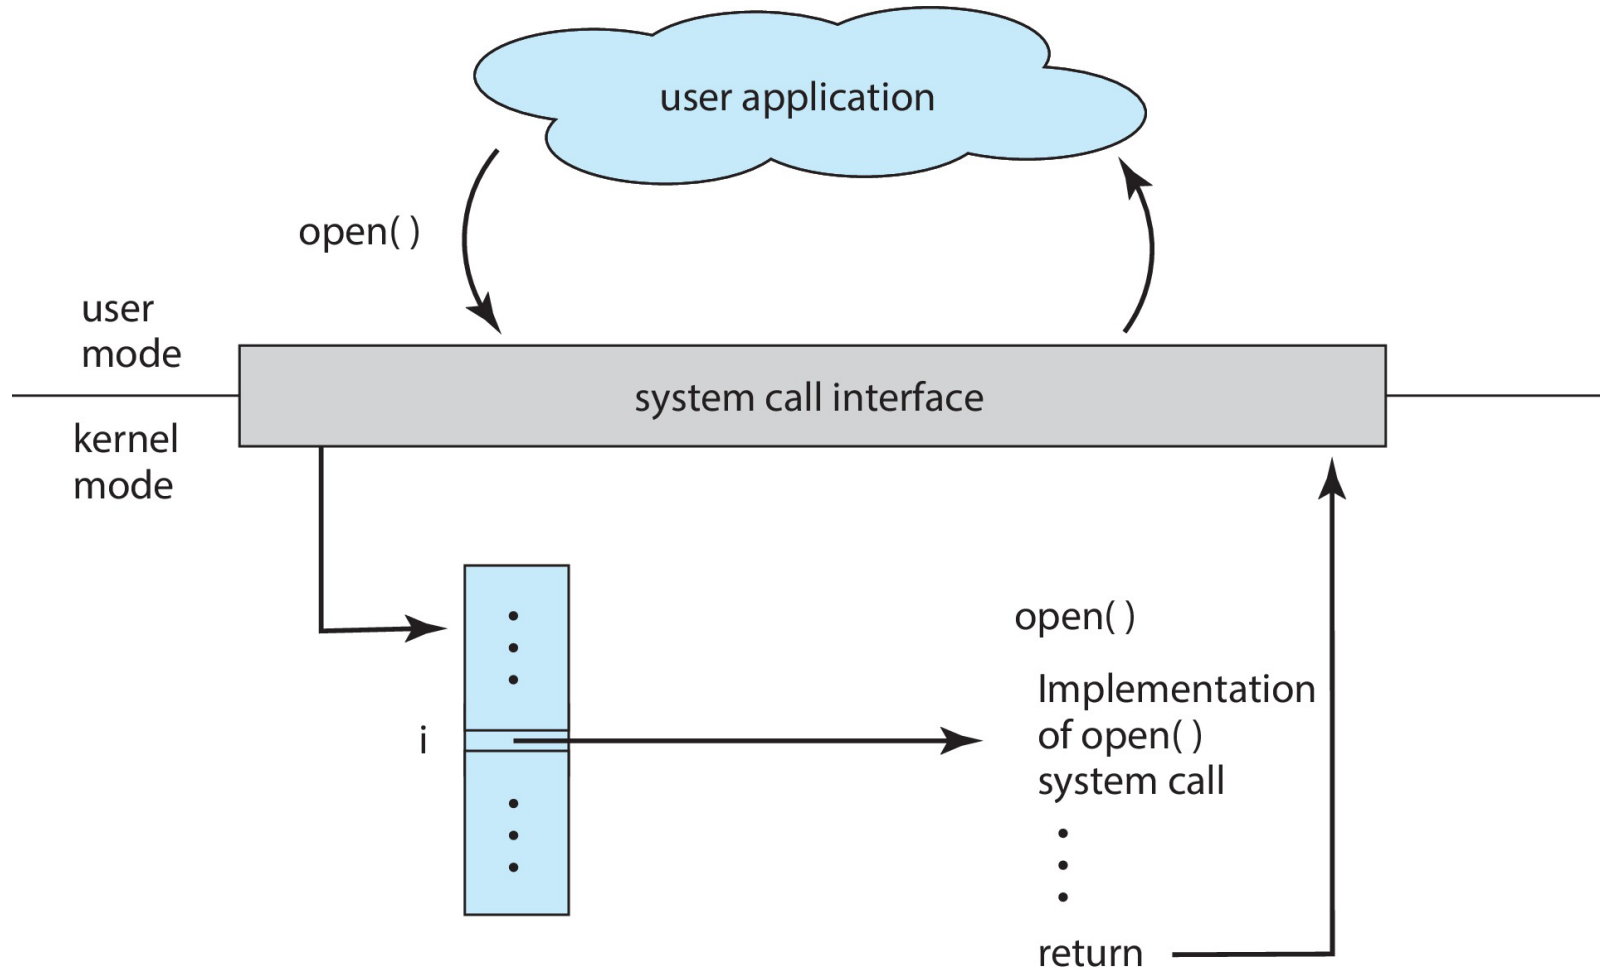 user application
open( )
user
mode
system call interface
kernel
mode
open( )
Implementation
of open( )
system call
i
return